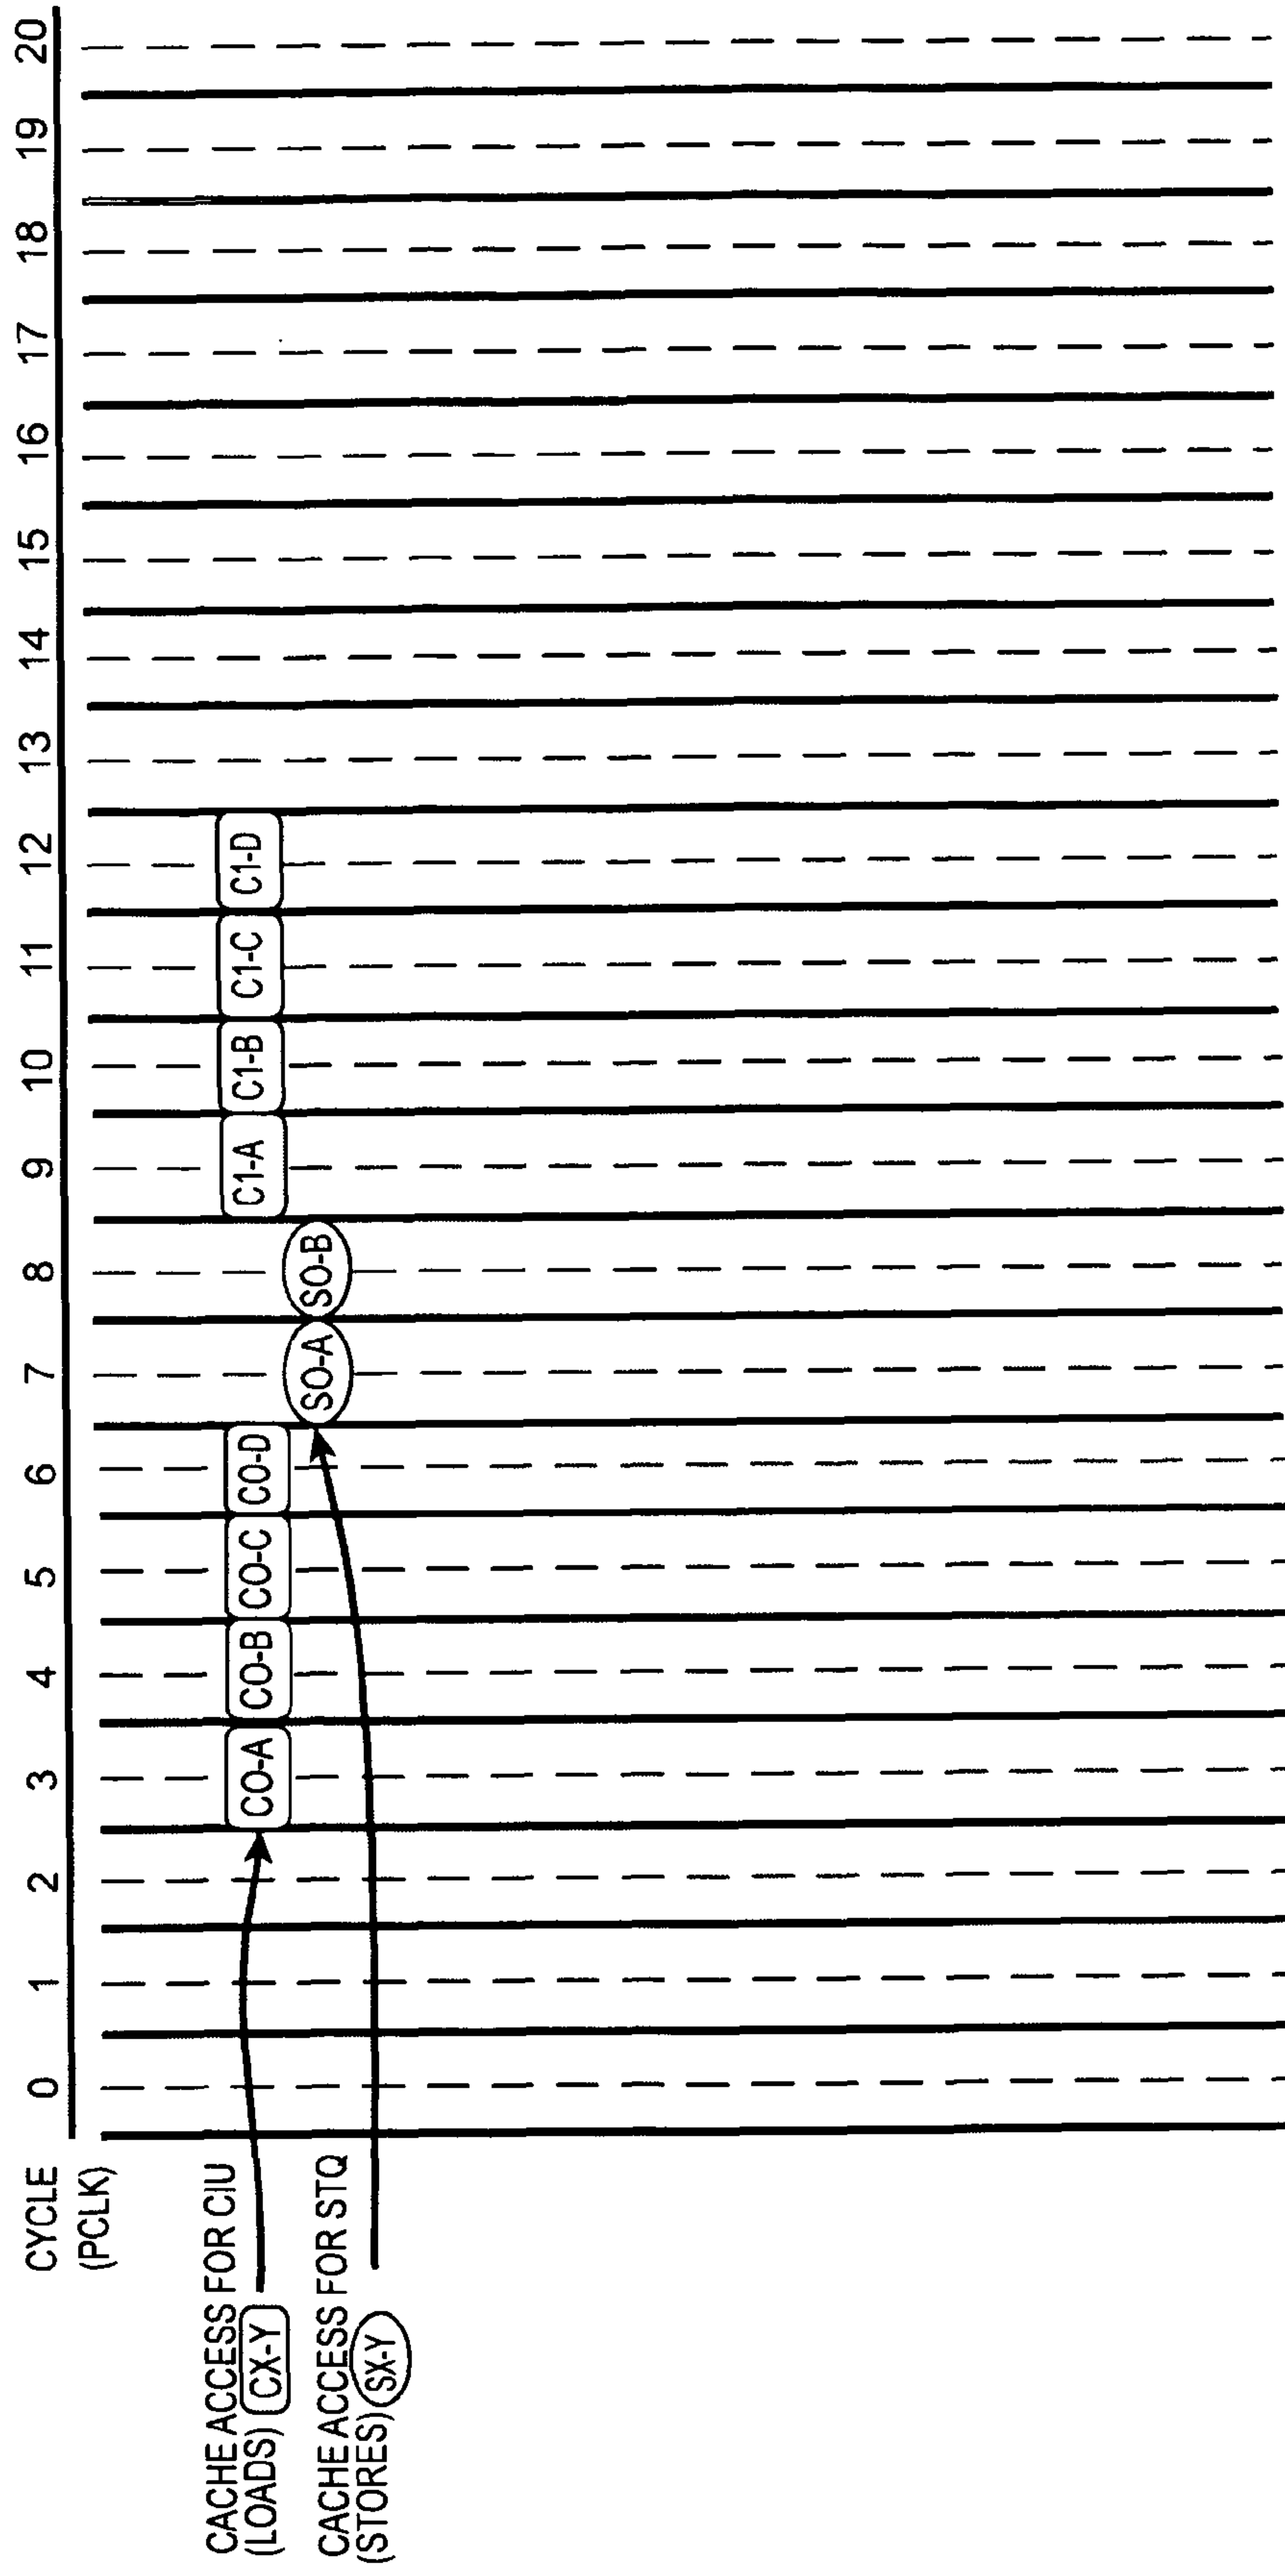 CYCLE 0 1 2 3 4 5 6 7 8 9 10 11 12 13 14 15 16 17 18 19 20
(PCLK)
CACHE ACCESS FOR CIU
(LOADS) CX-Y CO-A CO-B CO-C CO-D C1-A C1-B C1-C C1-D
CACHE ACCESS FOR STQ
(STORES) SX-Y SO-A SO-B